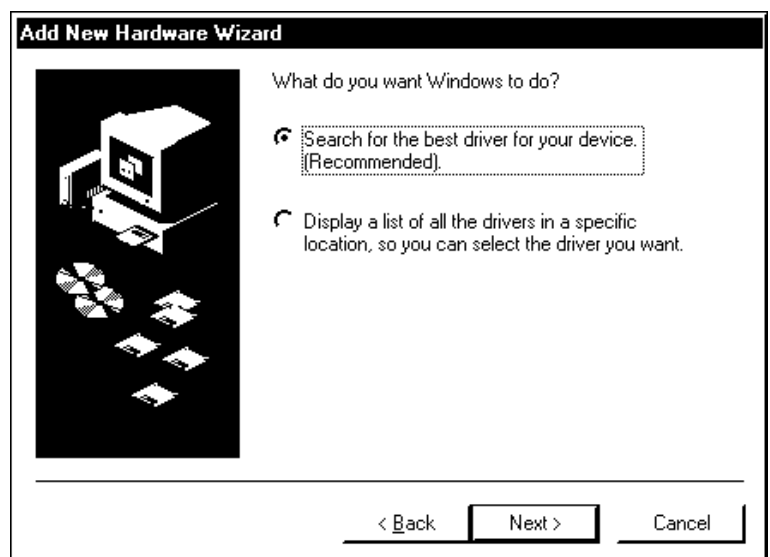 Add New Hardware Wizard
What do you want Windows to do?
Search for the best driver for your device.
(Recommended).
Display a list of all the drivers in a specific
location, so you can select the driver you want.
< Back
Next >
Cancel